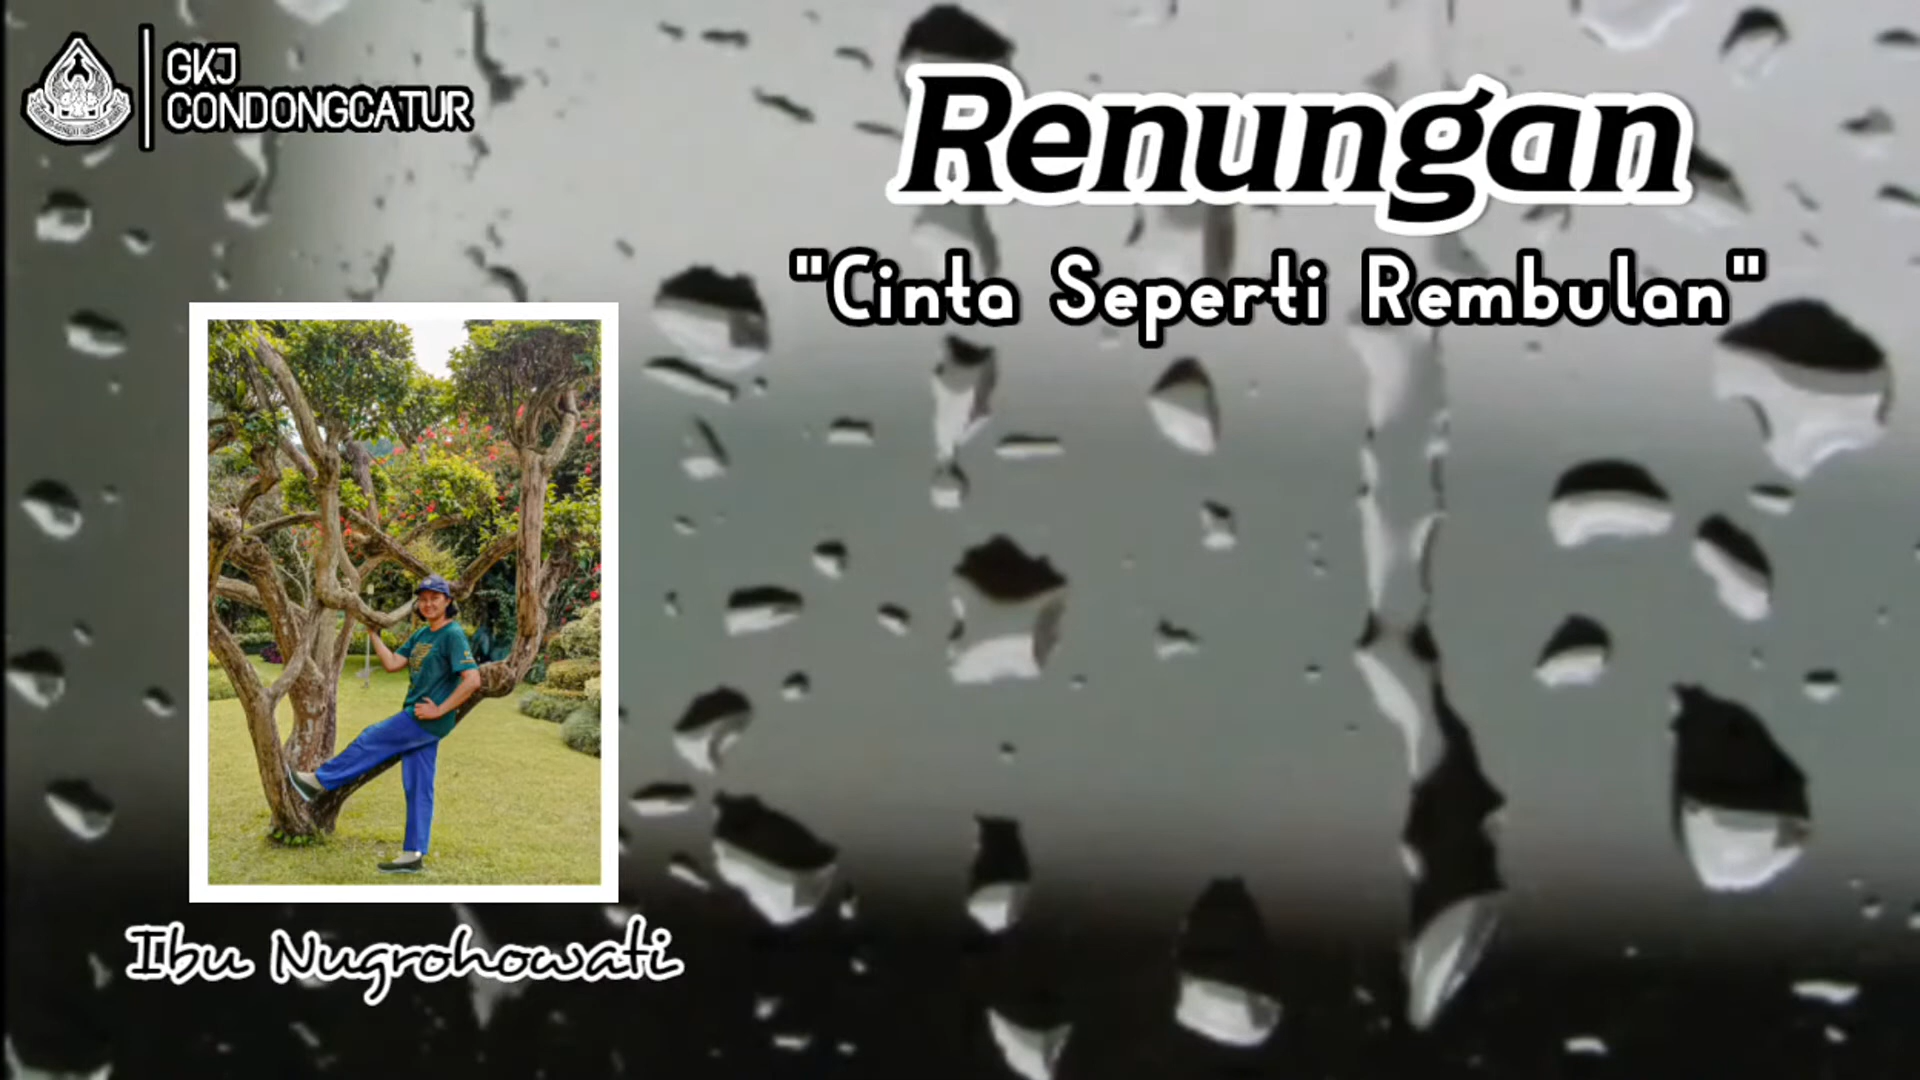 GKJ
CONDONGCATUR
Renungan
"Cinta Seperti Rembulan"
Ibu Nugrohowati